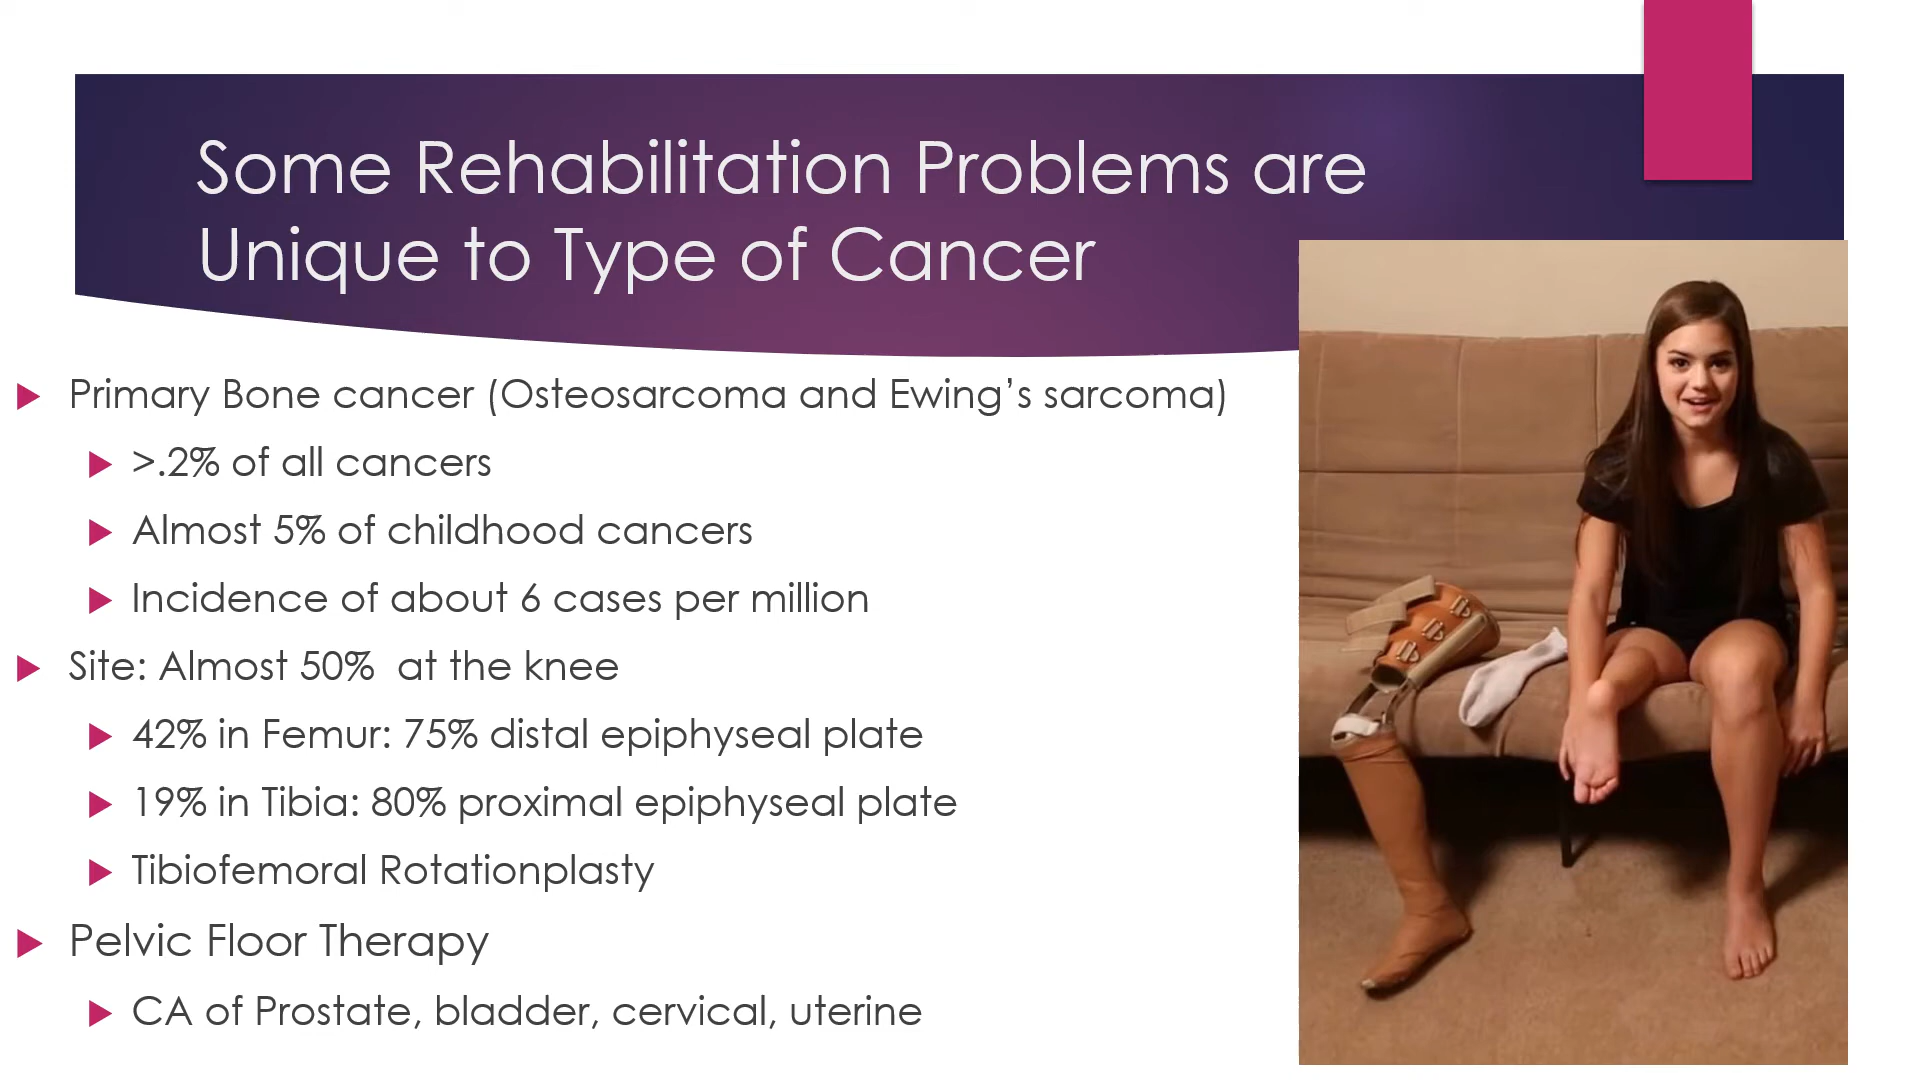 Some Rehabilitation Problems are
Unique to Type of Cancer
Primary Bone cancer (Osteosarcoma and Ewing’s sarcoma)
>.2% of all cancers
Almost 5% of childhood cancers
Incidence of about 6 cases per million
Site: Almost 50%  at the knee
42% in Femur: 75% distal epiphyseal plate
19% in Tibia: 80% proximal epiphyseal plate
Tibiofemoral Rotationplasty
Pelvic Floor Therapy
CA of Prostate, bladder, cervical, uterine